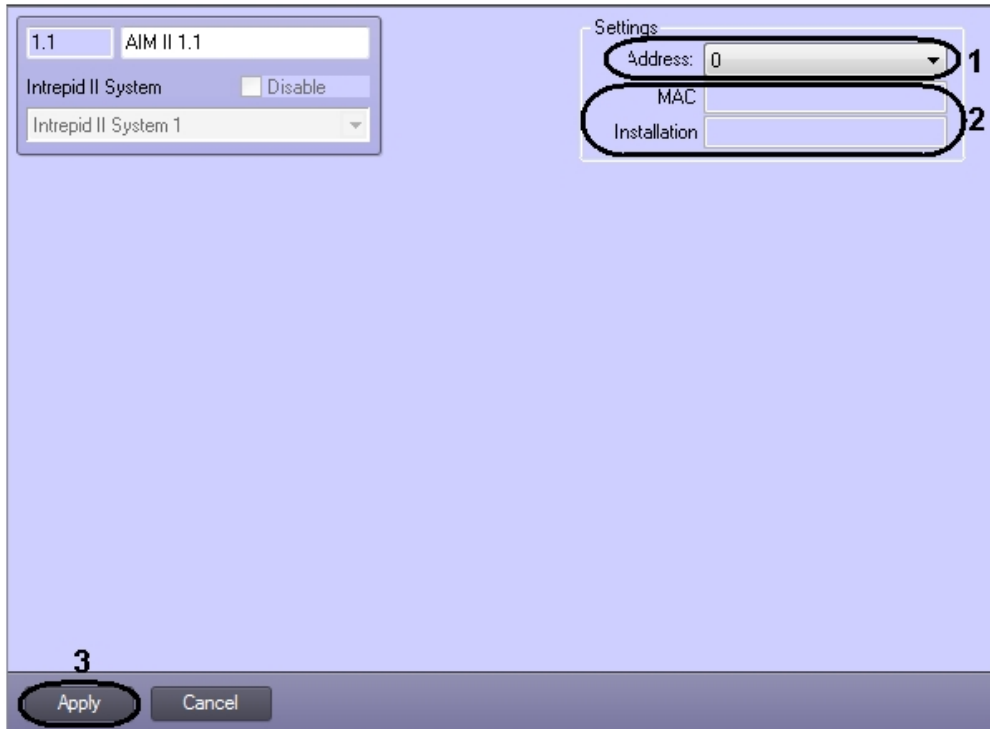 1.1 AIM II 1.1
Intrepid II System Disable
Intrepid II System 1
Settings
Address: 0 1
MAC
Installation 2
3
Apply Cancel